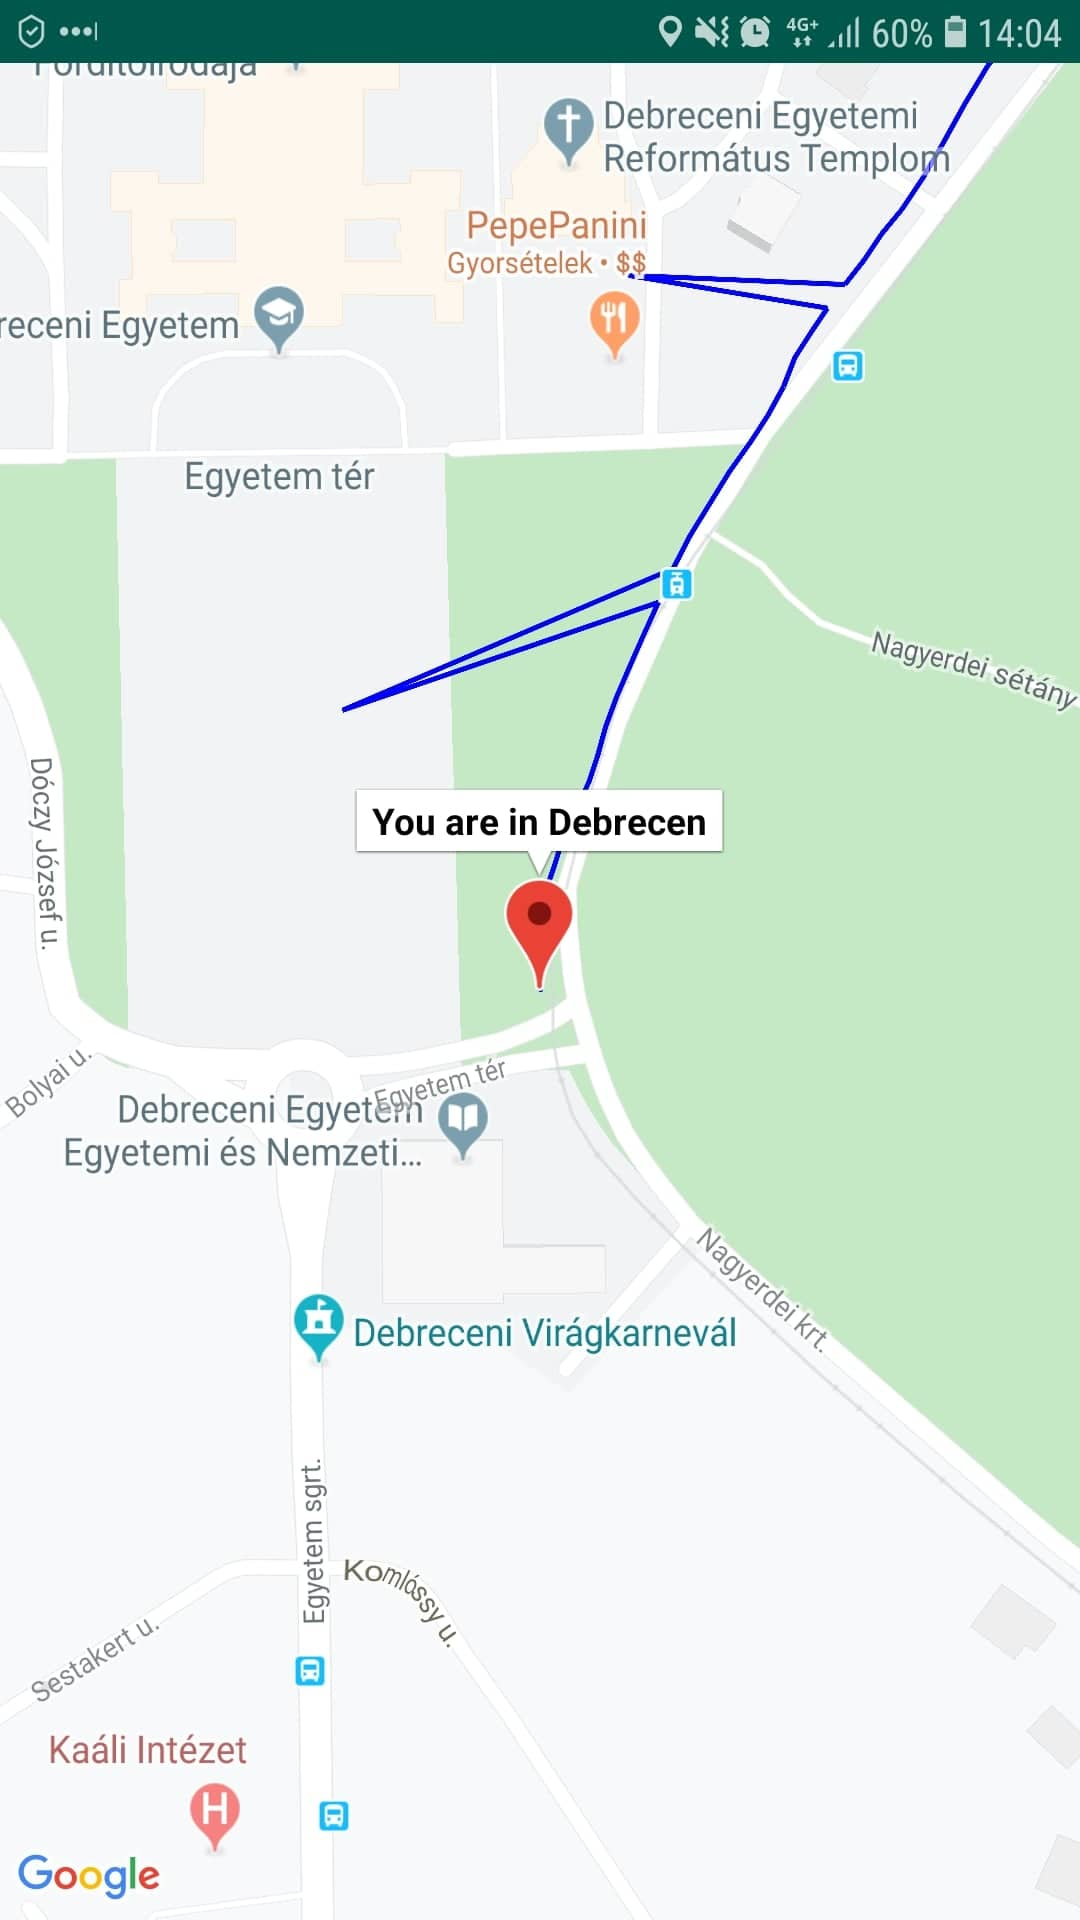 4G+ 60% 14:04
Fordítóirodája
Debreceni Egyetemi
Református Templom
PepePanini
Gyorsételek • $$
receni Egyetem
Egyetem tér
Nagyerdei sétány
Dóczy József u.
You are in Debrecen
Bolyai u.
Egyetem tér
Debreceni Egyetem
Egyetemi és Nemzeti...
Nagyerdei krt.
Debreceni Virágkarnevál
Egyetem sgrt.
Komlóssy u.
Sestakert u.
Kaáli Intézet
H
Google